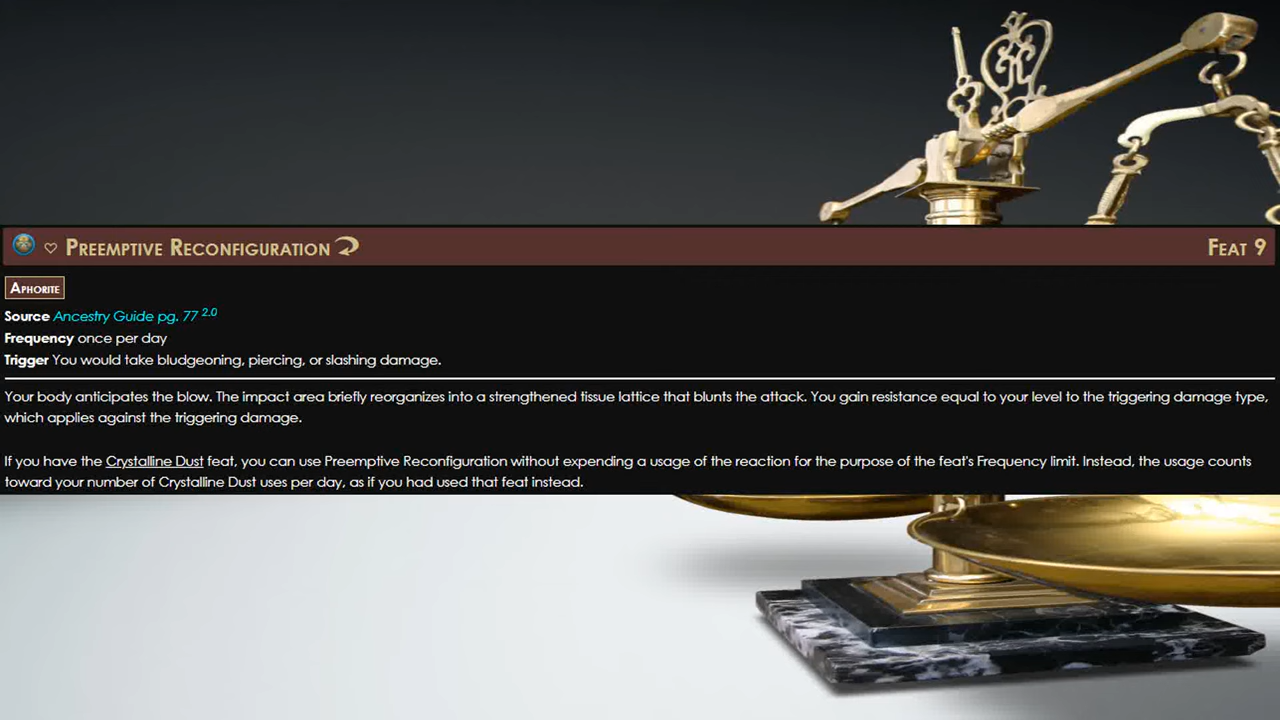 Preemptive Reconfiguration Feat 9
Aphorite
Source Ancestry Guide pg. 77 2.0
Frequency once per day
Trigger You would take bludgeoning, piercing, or slashing damage.
Your body anticipates the blow. The impact area briefly reorganizes into a strengthened tissue lattice that blunts the attack. You gain resistance equal to your level to the triggering damage type,
which applies against the triggering damage.
If you have the Crystalline Dust feat, you can use Preemptive Reconfiguration without expending a usage of the reaction for the purpose of the feat's Frequency limit. Instead, the usage counts
toward your number of Crystalline Dust uses per day, as if you had used that feat instead.